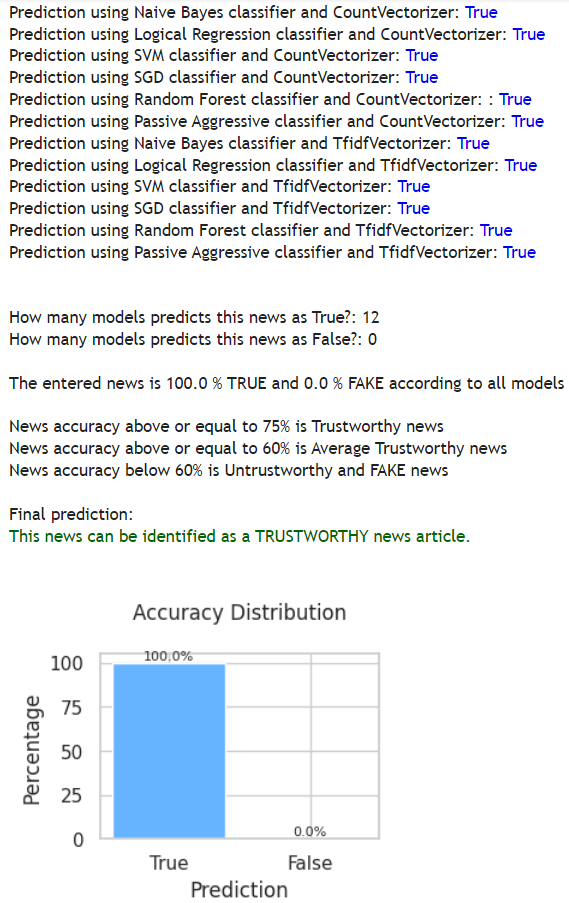 Prediction using Naive Bayes classifier and CountVectorizer: True
Prediction using Logical Regression classifier and CountVectorizer: True
Prediction using SVM classifier and CountVectorizer: True
Prediction using SGD classifier and CountVectorizer: True
Prediction using Random Forest classifier and CountVectorizer: : True
Prediction using Passive Aggressive classifier and CountVectorizer: True
Prediction using Naive Bayes classifier and TfidfVectorizer: True
Prediction using Logical Regression classifier and TfidfVectorizer: True
Prediction using SVM classifier and TfidfVectorizer: True
Prediction using SGD classifier and TfidfVectorizer: True
Prediction using Random Forest classifier and TfidfVectorizer: True
Prediction using Passive Aggressive classifier and TfidfVectorizer: True
How many models predicts this news as True?: 12
How many models predicts this news as False?: 0
The entered news is 100.0 % TRUE and 0.0 % FAKE according to all models
News accuracy above or equal to 75% is Trustworthy news
News accuracy above or equal to 60% is Average Trustworthy news
News accuracy below 60% is Untrustworthy and FAKE news
Final prediction:
This news can be identified as a TRUSTWORTHY news article.
Accuracy Distribution
100.0%
100
75
50
25
0
Percentage
0.0%
True False
Prediction